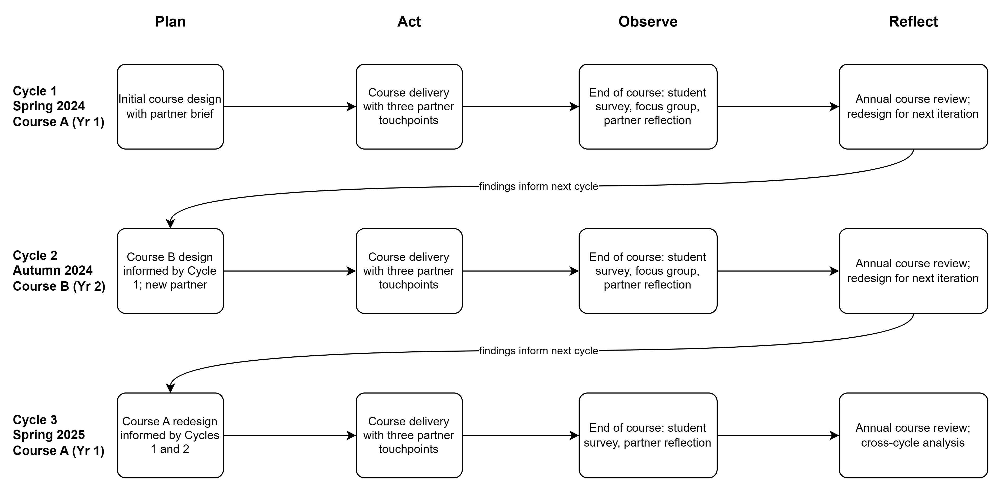 Plan
Act
Observe
Reflect
Cycle 1
Spring 2024
Course A (Yr 1)
Initial course design
with partner brief
Course delivery
with three partner
touchpoints
End of course: student
survey, focus group,
partner reflection
Annual course review;
redesign for next iteration
findings inform next cycle
Cycle 2
Autumn 2024
Course B (Yr 2)
Course B design
informed by Cycle
1; new partner
Course delivery
with three partner
touchpoints
End of course: student
survey, focus group,
partner reflection
Annual course review;
redesign for next iteration
findings inform next cycle
Cycle 3
Spring 2025
Course A (Yr 1)
Course A redesign
informed by Cycles
1 and 2
Course delivery
with three partner
touchpoints
End of course: student
survey, partner reflection
Annual course review;
cross-cycle analysis